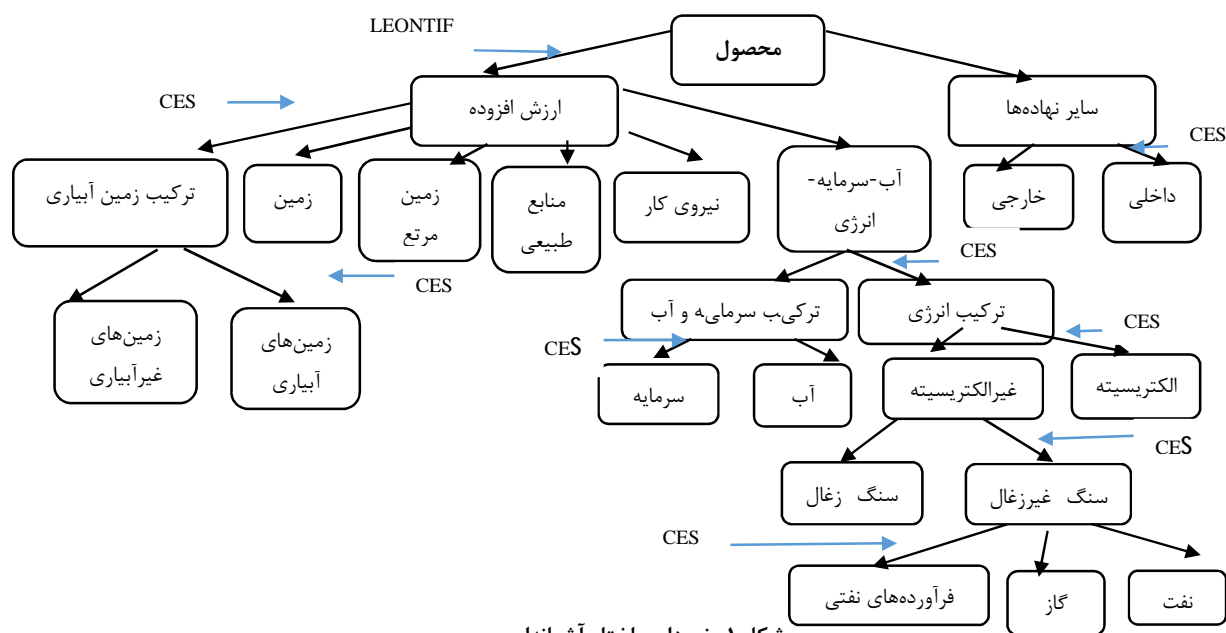 LEONTIF
محصول
CES
ارزش افزوده
سایر نهاده‌ها
CES
ترکیب زمین آبیاری
زمین
زمین
مرتع
منابع
طبیعی
نیروی کار
آب-سرمایه-
انرژی
خارجی
داخلی
CES
CES
زمین‌های
غیرآبیاری
زمین‌های
آبیاری
ترکیب سرمایه و آب
ترکیب انرژی
CES
CES
سرمایه
آب
غیرالکتریسیته
الکتریسیته
CES
سنگ زغال
سنگ غیرزغال
CES
فرآورده‌های نفتی
گاز
نفت